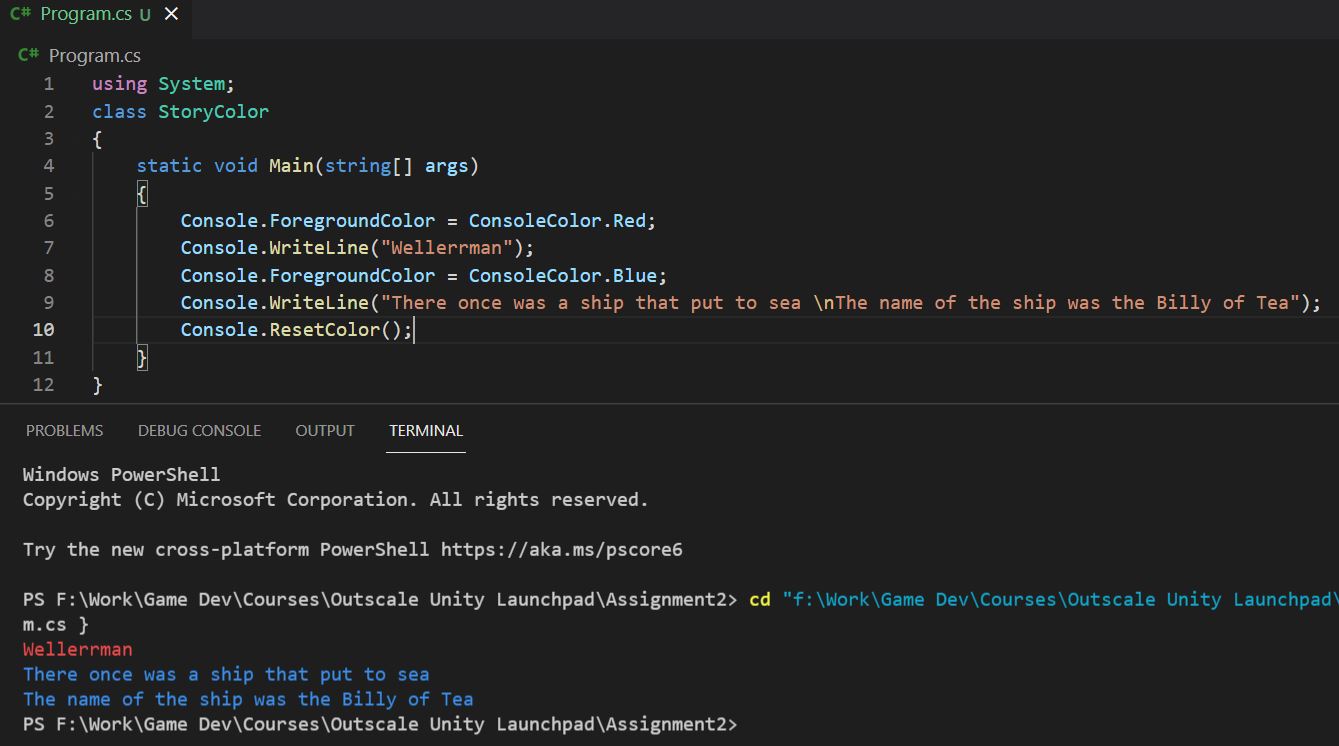 C# Program.cs U ×
C# Program.cs
1 using System;
2 class StoryColor
3 {
4     static void Main(string[] args)
5     {
6         Console.ForegroundColor = ConsoleColor.Red;
7         Console.WriteLine("Wellerrman");
8         Console.ForegroundColor = ConsoleColor.Blue;
9         Console.WriteLine("There once was a ship that put to sea \nThe name of the ship was the Billy of Tea");
10         Console.ResetColor();
11     }
12 }
PROBLEMS DEBUG CONSOLE OUTPUT TERMINAL
Windows PowerShell
Copyright (C) Microsoft Corporation. All rights reserved.
Try the new cross-platform PowerShell https://aka.ms/pscore6
PS F:\Work\Game Dev\Courses\Outscale Unity Launchpad\Assignment2> cd "f:\Work\Game Dev\Courses\Outscale Unity Launchpad\
m.cs }
Wellerrman
There once was a ship that put to sea
The name of the ship was the Billy of Tea
PS F:\Work\Game Dev\Courses\Outscale Unity Launchpad\Assignment2>